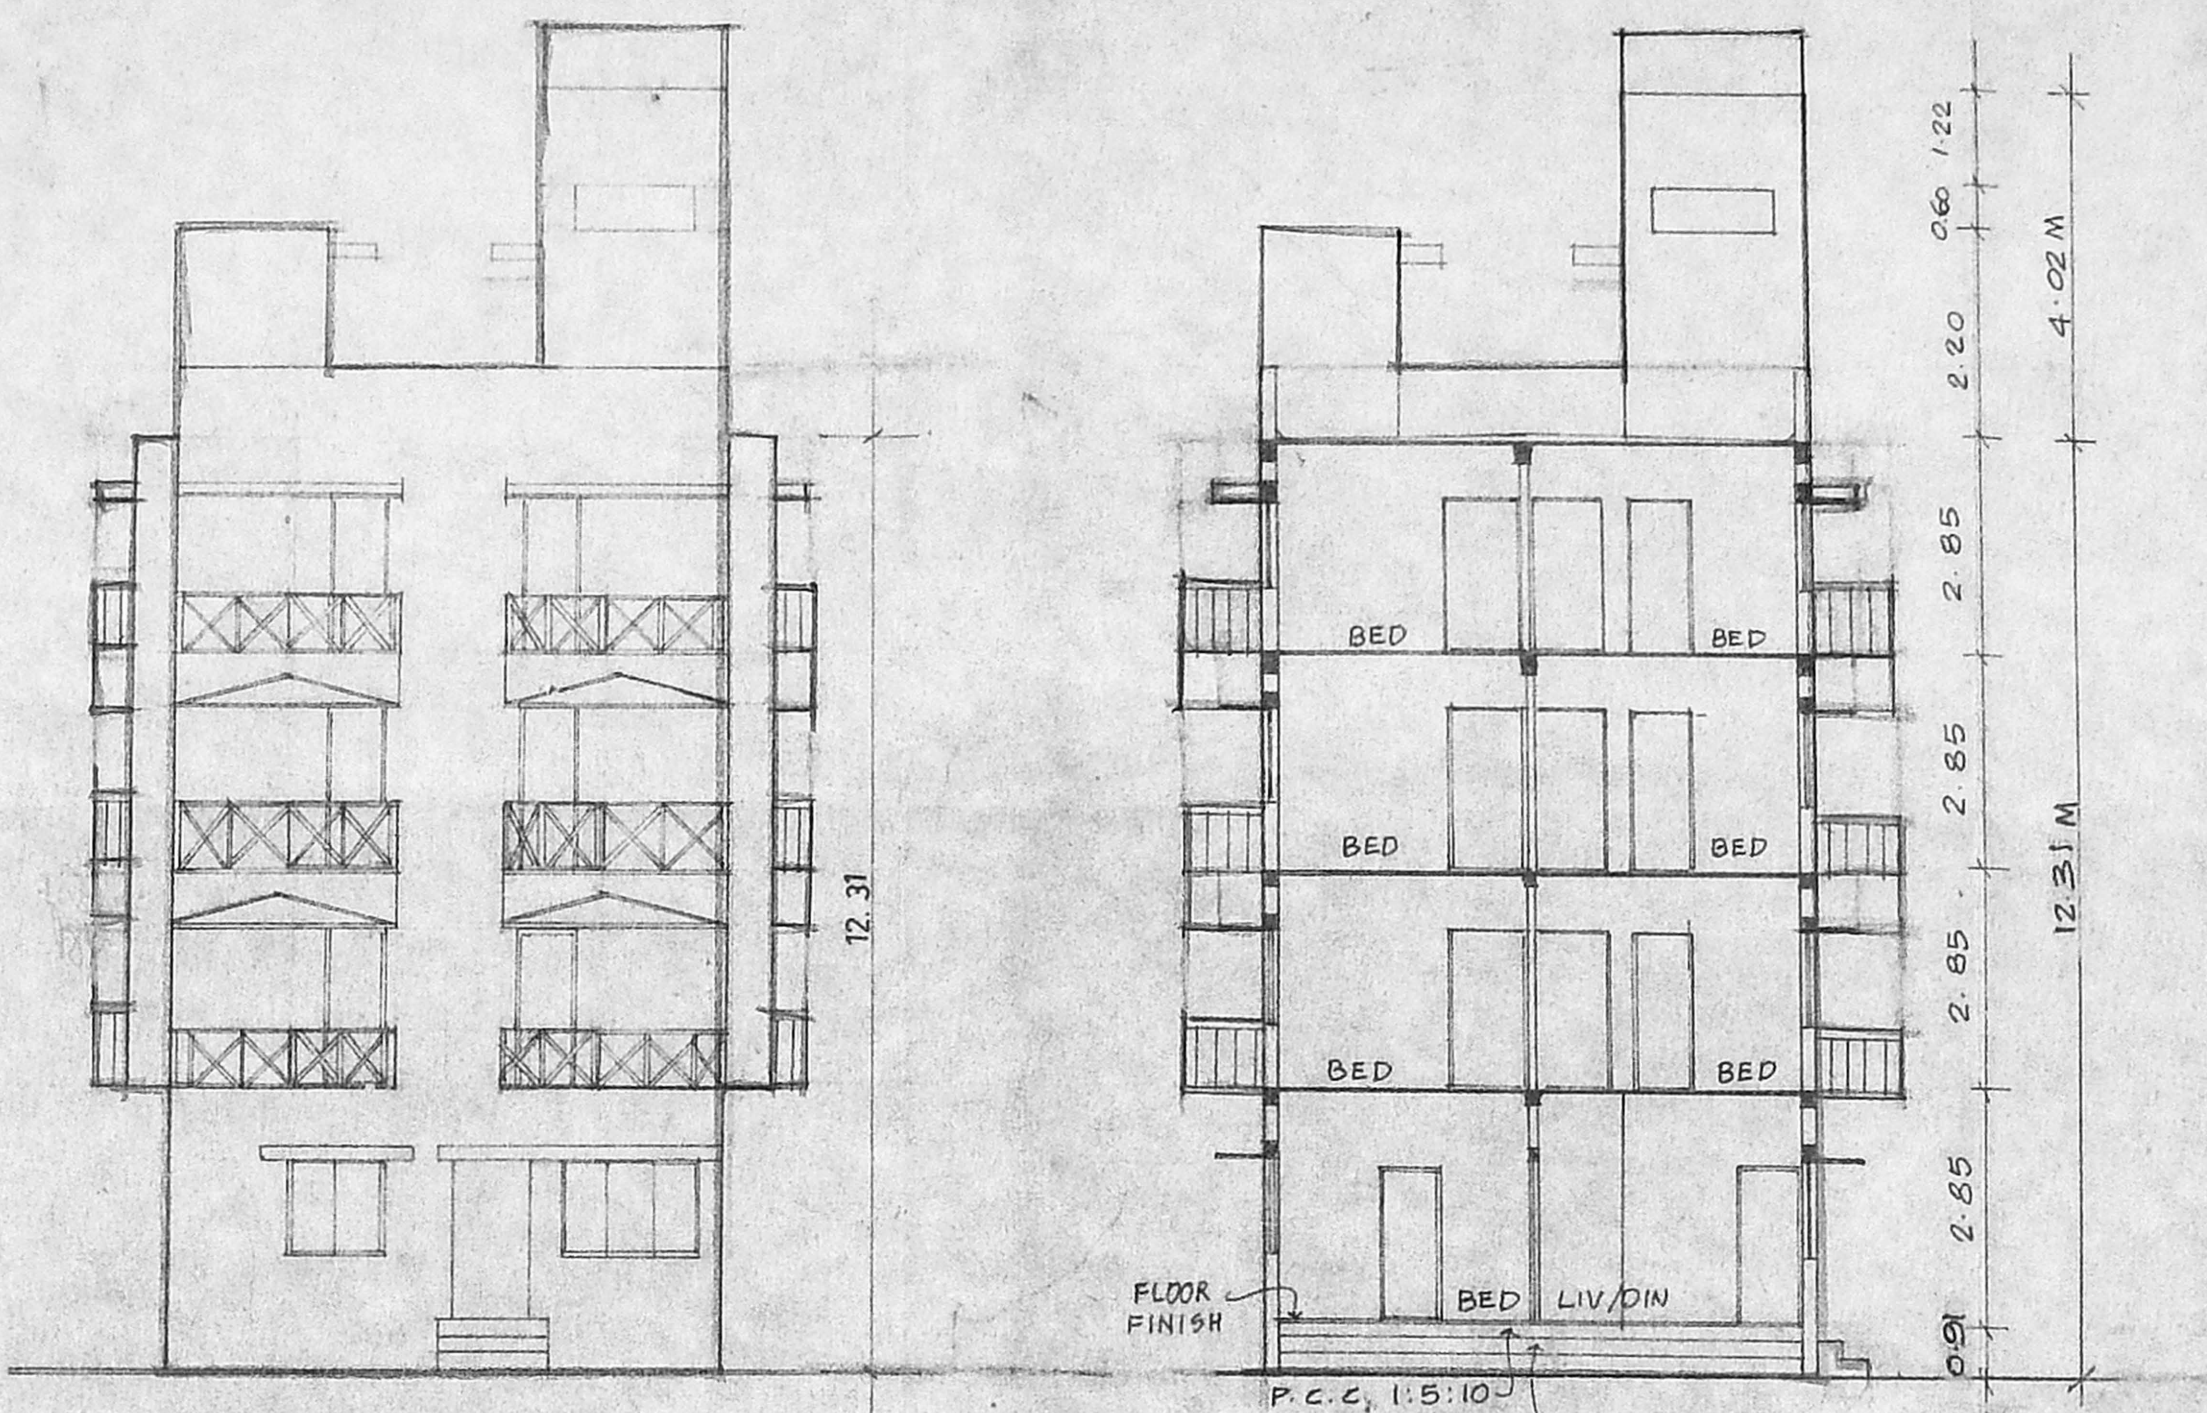 1.22
0.60
4.02 M
2.20
2.85
BED BED
2.85
BED BED
12.31 M
12.31
2.85
BED BED
2.85
FLOOR
FINISH
BED LIV/DIN
0.91
P.C.C. 1:5:10